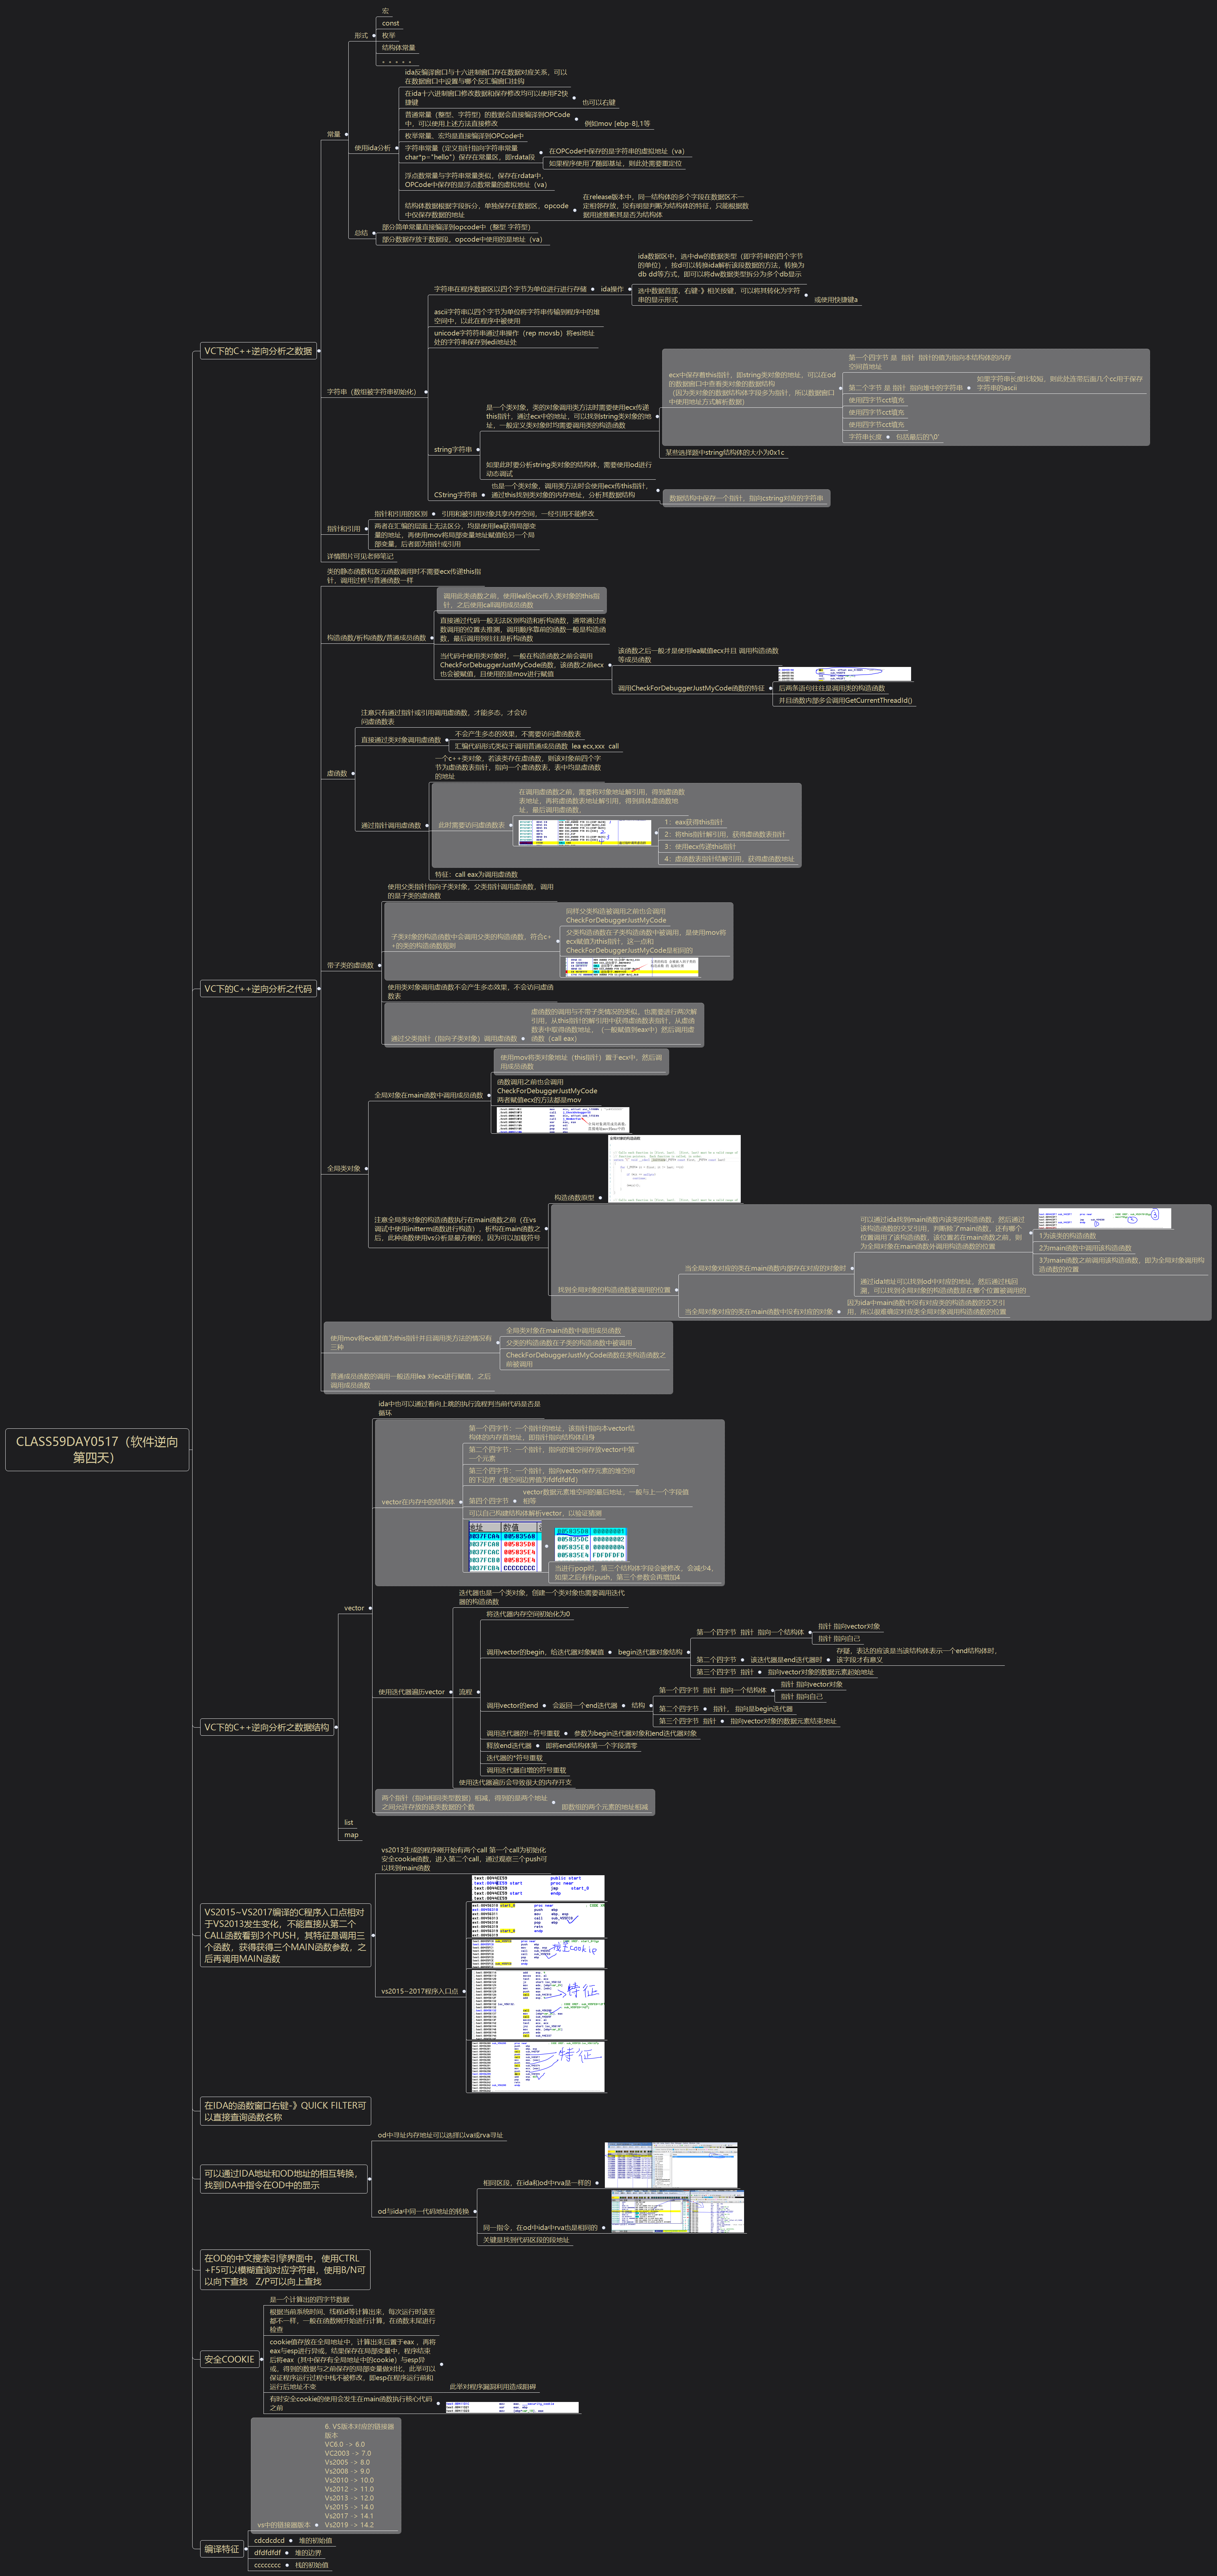 CLASS59DAY0517（软件逆向
第四天）
VC下的C++逆向分析之数据
常量
形式
宏
const
枚举
结构体常量
。。。。。
使用ida分析
ida反编译窗口与十六进制窗口存在数据对应关系，可以
在数据窗口中设置与哪个反汇编窗口挂钩
在ida十六进制窗口修改数据和保存修改均可以使用F2快
捷键
也可以右键
普通常量（整型，字符型）的数据会直接编译到OPCode
中，可以使用上述方法直接修改
例如mov [ebp-8],1等
枚举常量，宏均是直接编译到OPCode中
字符串常量（定义指针指向字符串常量
char*p="hello"）保存在常量区，即rdata段
在OPCode中保存的是字符串的虚拟地址（va）
如果程序使用了随即基址，则此处需要重定位
浮点数常量与字符串常量类似，保存在rdata中，
OPCode中保存的是浮点数常量的虚拟地址（va）
结构体数据根据字段拆分，单独保存在数据区，opcode
中仅保存数据的地址
在release版本中，同一结构体的多个字段在数据区不一
定相邻存放，没有明显判断为结构体的特征，只能根据数
据用途推断其是否为结构体
总结
部分简单常量直接编译到opcode中（整型 字符型）
部分数据存放于数据段，opcode中使用的是地址（va）
字符串（数组被字符串初始化）
字符串在程序数据区以四个字节为单位进行进行存储
ida操作
ida数据区中，选中dw的数据类型（即字符串的四个字节
的单位），按d可以转换ida解析该段数据的方法，转换为
db dd等方式，即可以将dw数据类型拆分为多个db显示
选中数据首部，右键-》相关按键，可以将其转化为字符
串的显示形式
或使用快捷键a
ascii字符串以四个字节为单位将字符串传输到程序中的堆
空间中，以此在程序中被使用
unicode字符符串通过串操作（rep movsb）将esi地址
处的字符串保存到edi地址处
string字符串
是一个类对象，类的对象调用类方法时需要使用ecx传递
this指针，通过ecx中的地址，可以找到string类对象的地
址，一般定义类对象时均需要调用类的构造函数
ecx中保存着this指针，即string类对象的地址，可以在od
的数据窗口中查看类对象的数据结构
（因为类对象的数据结构体字段多为指针，所以数据窗口
中使用地址方式解析数据）
第一个四字节 是 指针 指针的值为指向本结构体的内存
空间首地址
第二个字节 是 指针 指向堆中的字符串
如果字符串长度比较短，则此处连带后面几个cc用于保存
字符串的ascii
使用四字节cct填充
使用四字节cct填充
使用四字节cct填充
字符串长度
包括最后的'\0'
某些选择题中string结构体的大小为0x1c
如果此时要分析string类对象的结构体，需要使用od进行
动态调试
CString字符串
也是一个类对象，调用类方法时会使用ecx传this指针，
通过this找到类对象的内存地址，分析其数据结构
数据结构中保存一个指针，指向cstring对应的字符串
指针和引用
指针和引用的区别
引用和被引用对象共享内存空间，一经引用不能修改
两者在汇编的层面上无法区分，均是使用lea获得局部变
量的地址，再使用mov将局部变量地址赋值给另一个局
部变量，后者即为指针或引用
详情图片可见老师笔记
VC下的C++逆向分析之代码
类的静态函数和友元函数调用时不需要ecx传递this指
针，调用过程与普通函数一样
构造函数/析构函数/普通成员函数
调用此类函数之前，使用lea给ecx传入类对象的this指
针，之后使用call调用成员函数
直接通过代码一般无法区别构造和析构函数，通常通过函
数调用的位置去推测，调用顺序靠前的函数一般是构造函
数，最后调用到往往是析构函数
当代码中使用类对象时，一般在构造函数之前会调用
CheckForDebuggerJustMyCode函数，该函数之前ecx
也会被赋值，且使用的是mov进行赋值
该函数之后一般才是使用lea赋值ecx并且 调用构造函数
等成员函数
调用CheckForDebuggerJustMyCode函数的特征
后两条语句往往是调用类的构造函数
并且函数内部多会调用GetCurrentThreadId()
虚函数
注意只有通过指针或引用调用虚函数，才能多态，才会访
问虚函数表
直接通过类对象调用虚函数
不会产生多态的效果，不需要访问虚函数表
汇编代码形式类似于调用普通成员函数 lea ecx,xxx call
通过指针调用虚函数
一个c++类对象，若该类存在虚函数，则该对象前四个字
节为虚函数表指针，指向一个虚函数表，表中均是虚函数
的地址
此时需要访问虚函数表
在调用虚函数之前，需要将对象地址解引用，得到虚函数
表地址，再将虚函数表地址解引用，得到具体虚函数地
址，最后调用虚函数，
1：eax获得this指针
2：将this指针解引用，获得虚函数表指针
3：使用ecx传递this指针
4：虚函数表指针结解引用，获得虚函数地址
特征：call eax为调用虚函数
带子类的虚函数
使用父类指针指向子类对象，父类指针调用虚函数，调用
的是子类的虚函数
子类对象的构造函数中会调用父类的构造函数，符合c+
+的类的构造函数规则
同样父类构造被调用之前也会调用
CheckForDebuggerJustMyCode
父类构造函数在子类构造函数中被调用，是使用mov将
ecx赋值为this指针，这一点和
CheckForDebuggerJustMyCode是相同的
使用类对象调用虚函数不会产生多态效果，不会访问虚函
数表
通过父类指针（指向子类对象）调用虚函数
虚函数的调用与不带子类情况的类似，也需要进行两次解
引用，从this指针的解引用中获得虚函数表指针，从虚函
数表中取得函数地址，（一般赋值到eax中）然后调用虚
函数（call eax）
全局类对象
全局对象在main函数中调用成员函数
使用mov将类对象地址（this指针）置于ecx中，然后调
用成员函数
函数调用之前也会调用
CheckForDebuggerJustMyCode
两者赋值ecx的方法都是mov
注意全局类对象的构造函数执行在main函数之前（在vs
调试中使用initterm函数进行构造），析构在main函数之
后，此种函数使用vs分析是最方便的，因为可以加载符号
构造函数原型
找到全局对象的构造函数被调用的位置
当全局对象对应的类在main函数内部存在对应的对象时
可以通过ida找到main函数内该类的构造函数，然后通过
该构造函数的交叉引用，判断除了main函数，还有哪个
位置调用了该构造函数，该位置若在main函数之前，则
为全局对象在main函数外调用构造函数的位置
1为该类的构造函数
2为main函数中调用该构造函数
3为main函数之前调用该构造函数，即为全局对象调用构
造函数的位置
通过ida地址可以找到od中对应的地址，然后通过栈回
溯，可以找到全局对象的构造函数是在哪个位置被调用的
当全局对象对应的类在main函数中没有对应的对象
因为ida中main函数中没有对应类的构造函数的交叉引
用，所以很难确定对应类全局对象调用构造函数的位置
使用mov将ecx赋值为this指针并且调用类方法的情况有
三种
全局类对象在main函数中调用成员函数
父类的构造函数在子类的构造函数中被调用
CheckForDebuggerJustMyCode函数在类构造函数之
前被调用
普通成员函数的调用一般适用lea 对ecx进行赋值，之后
调用成员函数
VC下的C++逆向分析之数据结构
vector
ida中也可以通过看向上跳的执行流程判当前代码是否是
循环
vector在内存中的结构体
第一个四字节：一个指针的地址，该指针指向本vector结
构体的内存首地址，即指针指向结构体自身
第二个四字节：一个指针，指向的堆空间存放vector中第
一个元素
第三个四字节：一个指针，指向vector保存元素的堆空间
的下边界（堆空间边界值为fdfdfdfd）
第四个四字节
vector数据元素堆空间的最后地址，一般与上一个字段值
相等
可以自己构建结构体解析vector，以验证猜测
地址 数值
0037FCA4 00583568
0037FCA8 005835D8
0037FCAC 005835E4
0037FCB0 005835E4
0037FCB4 CCCCCCCC
005835D8 00000001
005835DC 00000002
005835E0 00000004
005835E4 FDFDFDFD
当进行pop时，第三个结构体字段会被修改，会减少4，
如果之后有有push，第三个参数会再增加4
使用迭代器遍历vector
迭代器也是一个类对象，创建一个类对象也需要调用迭代
器的构造函数
流程
将迭代器内存空间初始化为0
调用vector的begin，给迭代器对象赋值
begin迭代器对象结构
第一个四字节 指针 指向一个结构体
指针 指向vector对象
指针 指向自己
第二个四字节
该迭代器是end迭代器时
存疑，表达的应该是当该结构体表示一个end结构体时，
该字段才有意义
第三个四字节 指针
指向vector对象的数据元素起始地址
调用vector的end
会返回一个end迭代器
结构
第一个四字节 指针 指向一个结构体
指针 指向vector对象
指针 指向自己
第二个四字节
指针， 指向是begin迭代器
第三个四字节 指针
指向vector对象的数据元素结束地址
调用迭代器的!=符号重载
参数为begin迭代器对象和end迭代器对象
释放end迭代器
即将end结构体第一个字段清零
迭代器的*符号重载
调用迭代器自增的符号重载
使用迭代器遍历会导致很大的内存开支
两个指针（指向相同类型数据）相减，得到的是两个地址
之间允许存放的该类数据的个数
即数组的两个元素的地址相减
list
map
VS2015~VS2017编译的C程序入口点相对
于VS2013发生变化，不能直接从第二个
CALL函数看到3个PUSH，其特征是调用三
个函数，获得获得三个MAIN函数参数，之
后再调用MAIN函数
vs2013生成的程序刚开始有两个call 第一个call为初始化
安全cookie函数，进入第二个call，通过观察三个push可
以找到main函数
vs2015~2017程序入口点
.text:0044EE59 public start
.text:0044EE59 start proc near
.text:0044EE59 jmp start_0
.text:0044EE59 start endp
.text:0044EE59
安全cookie
特征
特征
在IDA的函数窗口右键-》QUICK FILTER可
以直接查询函数名称
可以通过IDA地址和OD地址的相互转换，
找到IDA中指令在OD中的显示
od中寻址内存地址可以选择以va或rva寻址
od与ida中同一代码地址的转换
相同区段，在ida和od中rva是一样的
同一指令，在od中ida中rva也是相同的
关键是找到代码区段的段地址
在OD的中文搜索引擎界面中，使用CTRL
+F5可以模糊查询对应字符串，使用B/N可
以向下查找 Z/P可以向上查找
安全COOKIE
是一个计算出的四字节数据
根据当前系统时间，线程id等计算出来，每次运行时该至
都不一样，一般在函数刚开始进行计算，在函数末尾进行
检查
cookie值存放在全局地址中，计算出来后置于eax ，再将
eax与esp进行异或，结果保存在局部变量中，程序结束
后将eax（其中保存有全局地址中的cookie）与esp异
或，得到的数据与之前保存的局部变量做对比，此举可以
保证程序运行过程中栈不被修改，即esp在程序运行前和
运行后地址不变
此举对程序漏洞利用造成阻碍
有时安全cookie的使用会发生在main函数执行核心代码
之前
编译特征
vs中的链接器版本
6. VS版本对应的链接器
版本
VC6.0 -> 6.0
VC2003 -> 7.0
Vs2005 -> 8.0
Vs2008 -> 9.0
Vs2010 -> 10.0
Vs2012 -> 11.0
Vs2013 -> 12.0
Vs2015 -> 14.0
Vs2017 -> 14.1
Vs2019 -> 14.2
cdcdcdcd
堆的初始值
dfdfdfdf
堆的边界
cccccccc
栈的初始值